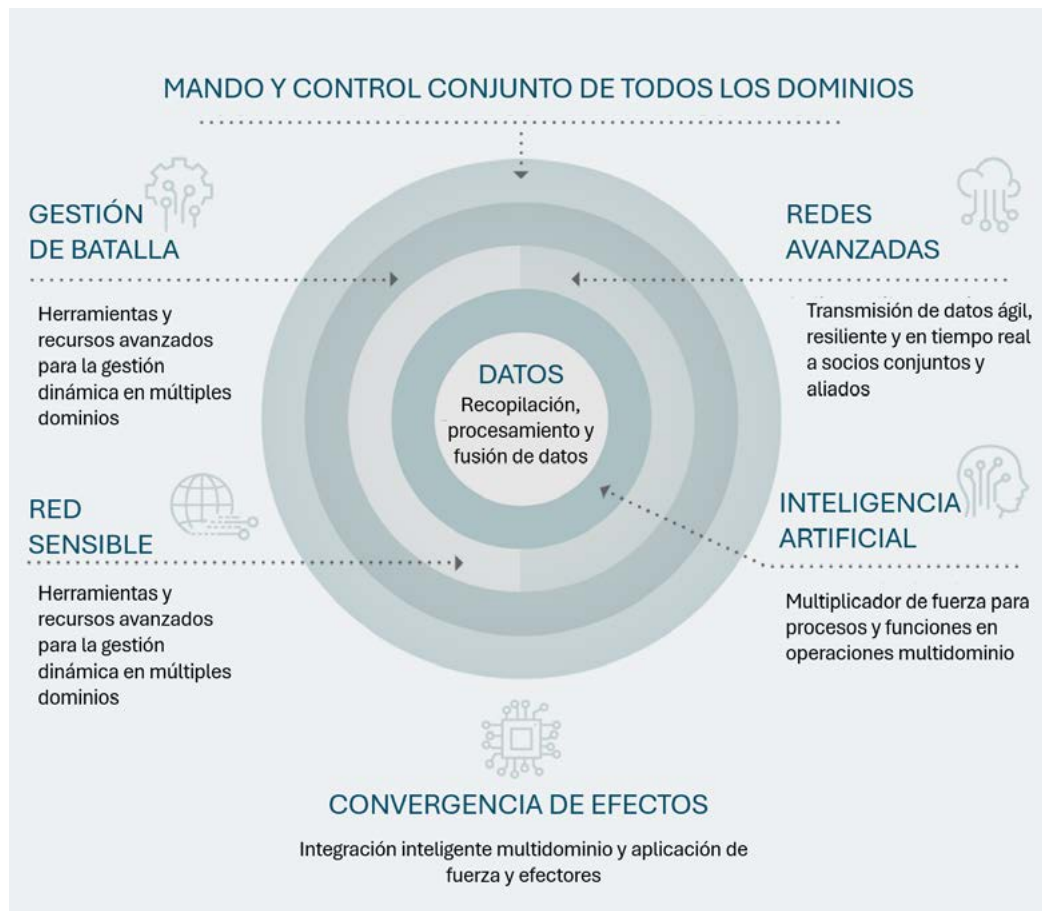 MANDO Y CONTROL CONJUNTO DE TODOS LOS DOMINIOS
GESTIÓN
DE BATALLA
Herramientas y
recursos avanzados
para la gestión
dinámica en múltiples
dominios
REDES
AVANZADAS
Transmisión de datos ágil,
resiliente y en tiempo real
a socios conjuntos y
aliados
DATOS
Recopilación,
procesamiento y
fusión de datos
RED
SENSIBLE
Herramientas y
recursos avanzados
para la gestión
dinámica en múltiples
dominios
INTELIGENCIA
ARTIFICIAL
Multiplicador de fuerza para
procesos y funciones en
operaciones multidominio
CONVERGENCIA DE EFECTOS
Integración inteligente multidominio y aplicación de
fuerza y efectores